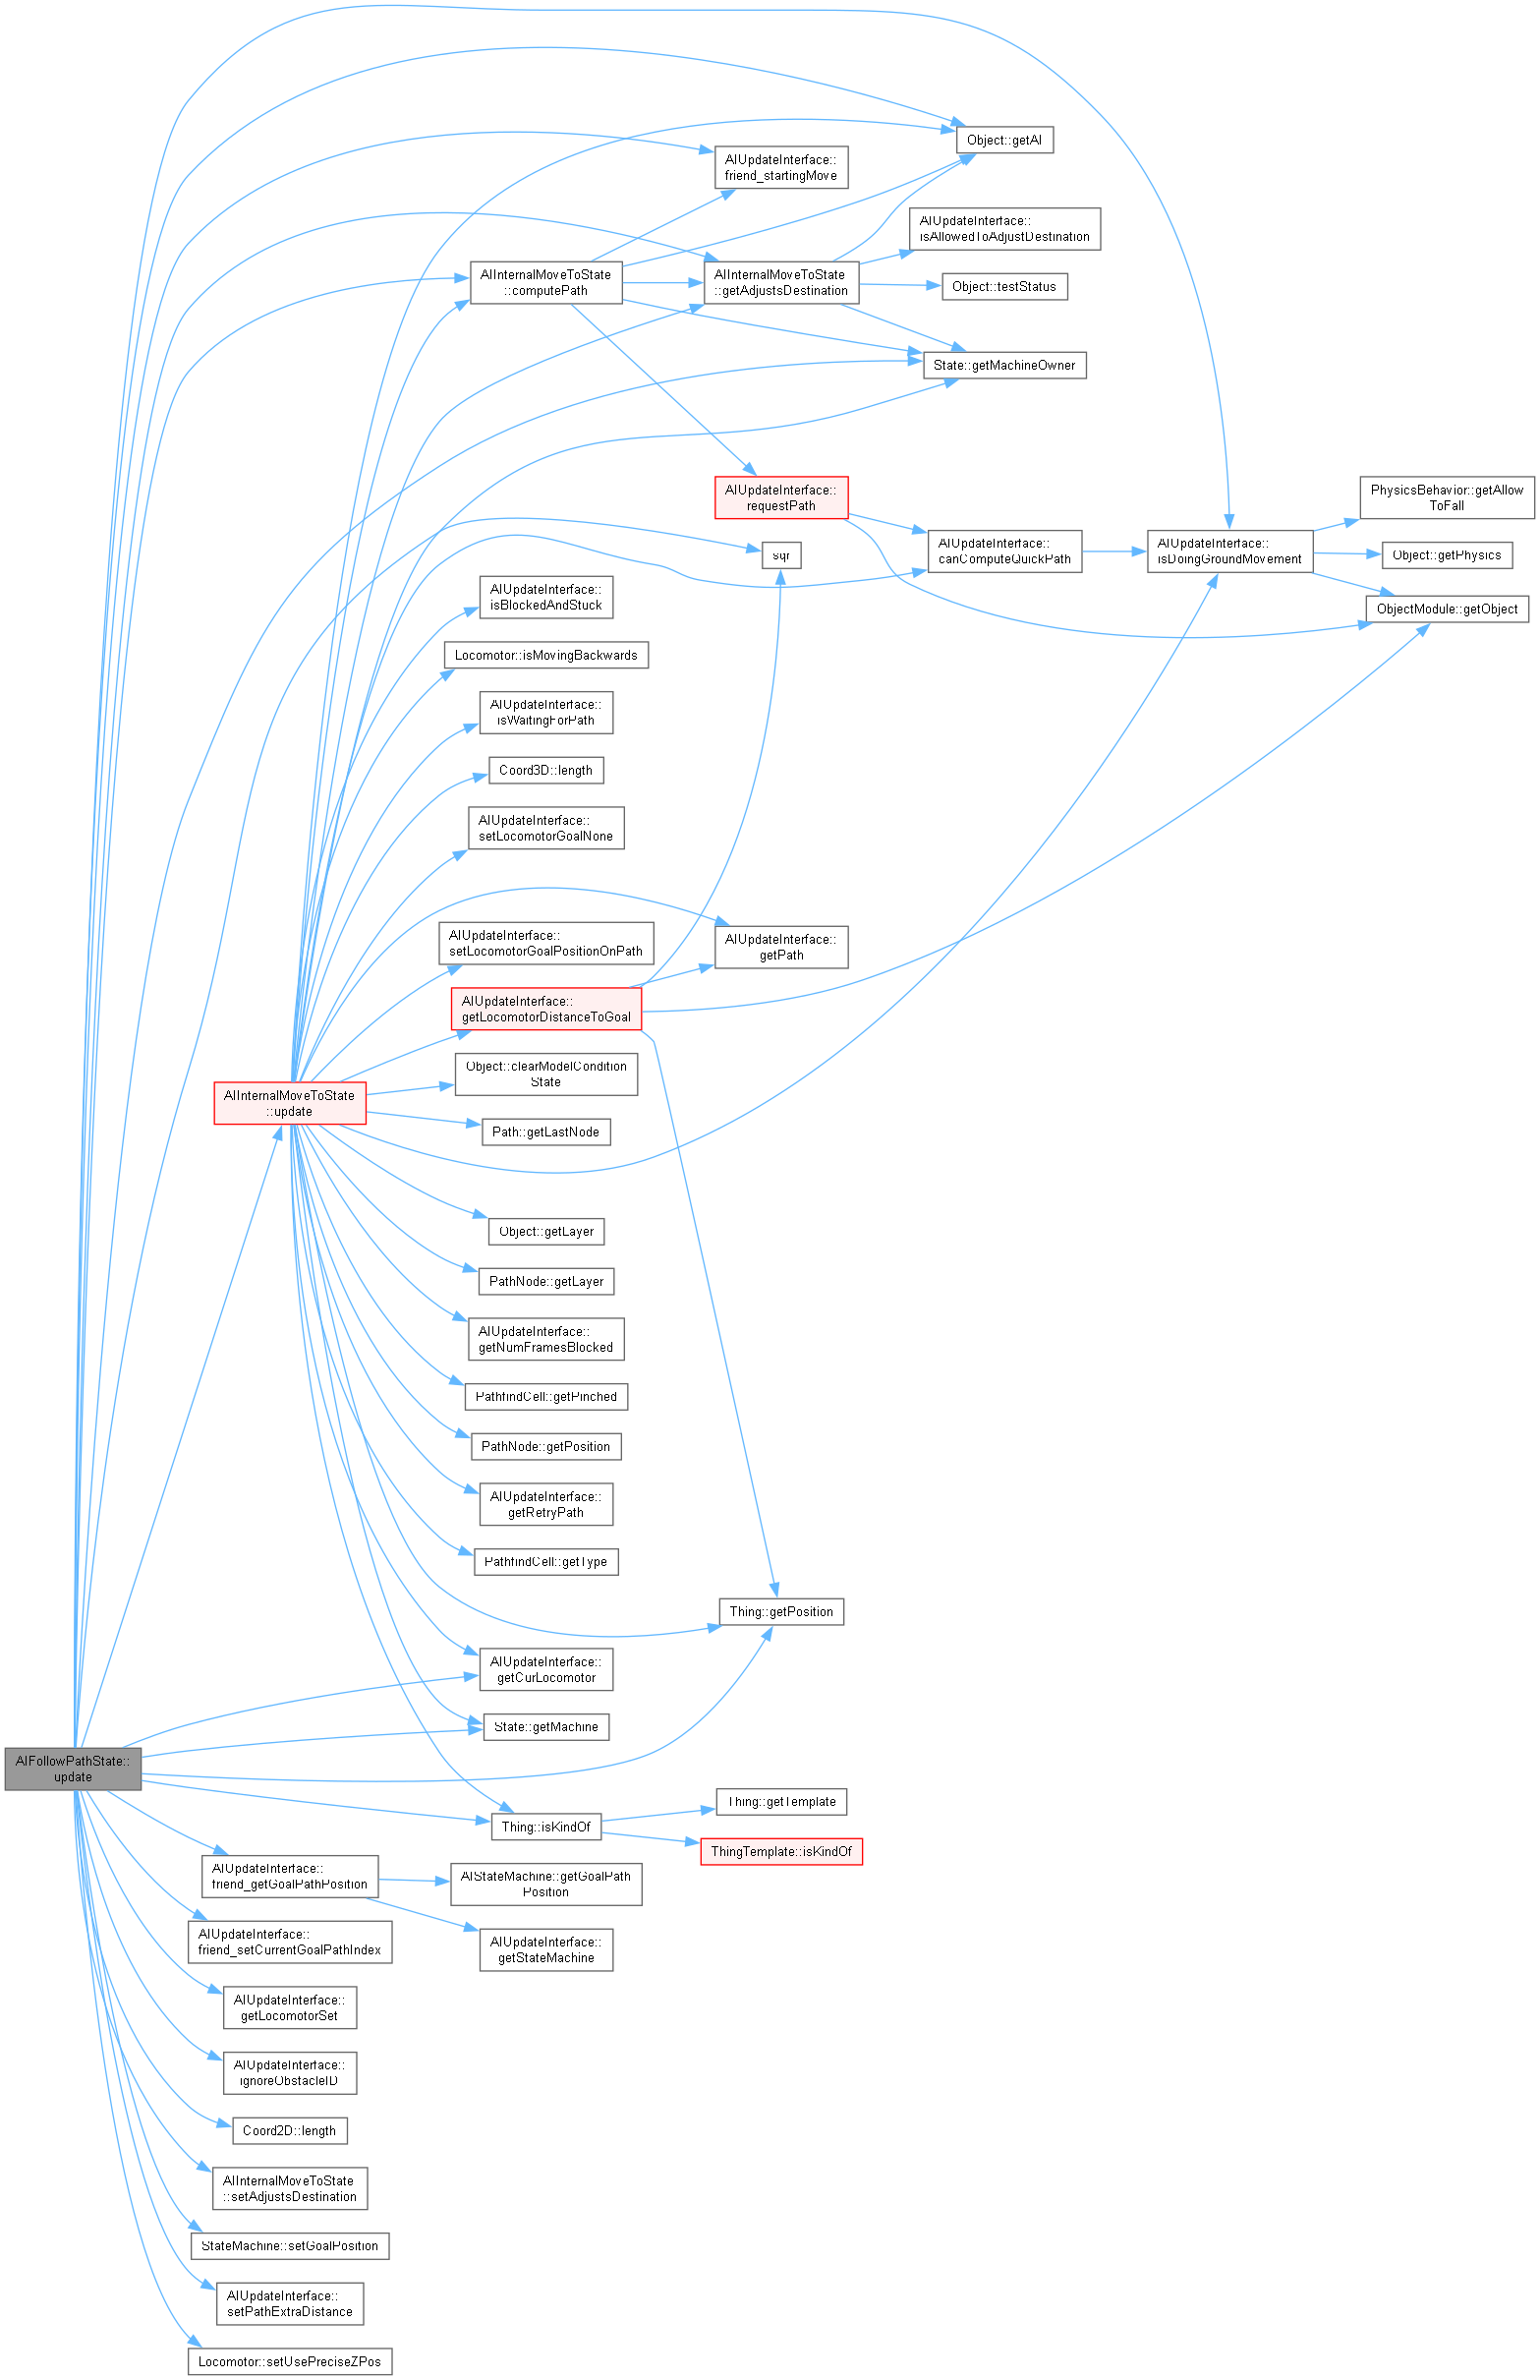 Object::getAI
AIUpdateInterface::
friend_startingMove
AIUpdateInterface::
isAllowedToAdjustDestination
AIInternalMoveToState
::computePath
AIInternalMoveToState
::getAdjustsDestination
Object::testStatus
State::getMachineOwner
AIUpdateInterface::
requestPath
PhysicsBehavior::getAllow
ToFall
sqr
AIUpdateInterface::
canComputeQuickPath
AIUpdateInterface::
isDoingGroundMovement
Object::getPhysics
AIUpdateInterface::
isBlockedAndStuck
ObjectModule::getObject
Locomotor::isMovingBackwards
AIUpdateInterface::
isWaitingForPath
Coord3D::length
AIUpdateInterface::
setLocomotorGoalNone
AIUpdateInterface::
setLocomotorGoalPositionOnPath
AIUpdateInterface::
getPath
AIUpdateInterface::
getLocomotorDistanceToGoal
Object::clearModelCondition
State
AIInternalMoveToState
::update
Path::getLastNode
Object::getLayer
PathNode::getLayer
AIUpdateInterface::
getNumFramesBlocked
PathfindCell::getPinched
PathNode::getPosition
AIUpdateInterface::
getRetryPath
PathfindCell::getType
Thing::getPosition
AIUpdateInterface::
getCurLocomotor
State::getMachine
AIFollowPathState::
update
Thing::getTemplate
Thing::isKindOf
ThingTemplate::isKindOf
AIUpdateInterface::
friend_getGoalPathPosition
AIStateMachine::getGoalPath
Position
AIUpdateInterface::
friend_setCurrentGoalPathIndex
AIUpdateInterface::
getStateMachine
AIUpdateInterface::
getLocomotorSet
AIUpdateInterface::
ignoreObstacleID
Coord2D::length
AIInternalMoveToState
::setAdjustsDestination
StateMachine::setGoalPosition
AIUpdateInterface::
setPathExtraDistance
Locomotor::setUsePreciseZPos